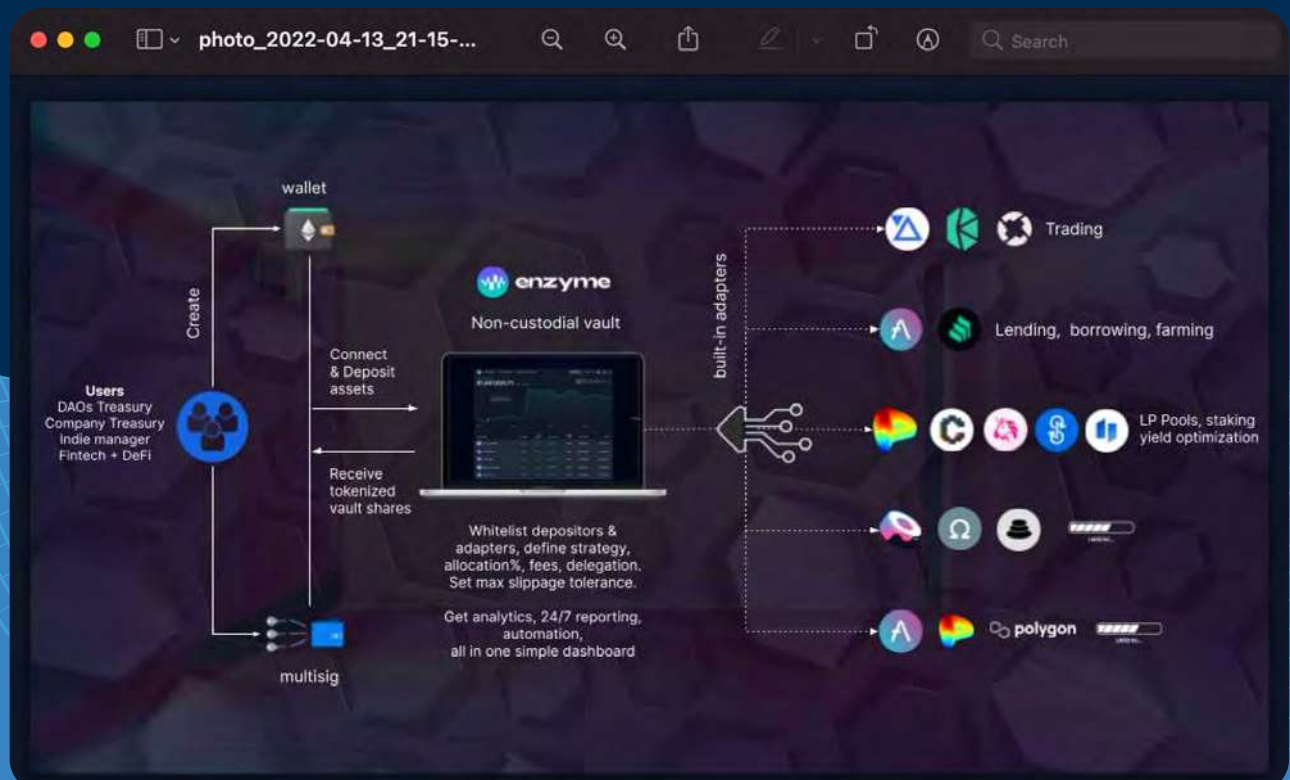 photo_2022-04-13_21-15-...
Search
wallet
Create
Users
DAOs Treasury
Company Treasury
Indie manager
Fintech + DeFi
Connect
& Deposit
assets
Receive
tokenized
vault shares
multisig
enzyme
Non-custodial vault
Whitelist depositors &
adapters, define strategy,
allocation%, fees, delegation.
Set max slippage tolerance.
Get analytics, 24/7 reporting,
automation,
all in one simple dashboard
built-in adapters
Trading
Lending, borrowing, farming
LP Pools, staking
yield optimization
polygon